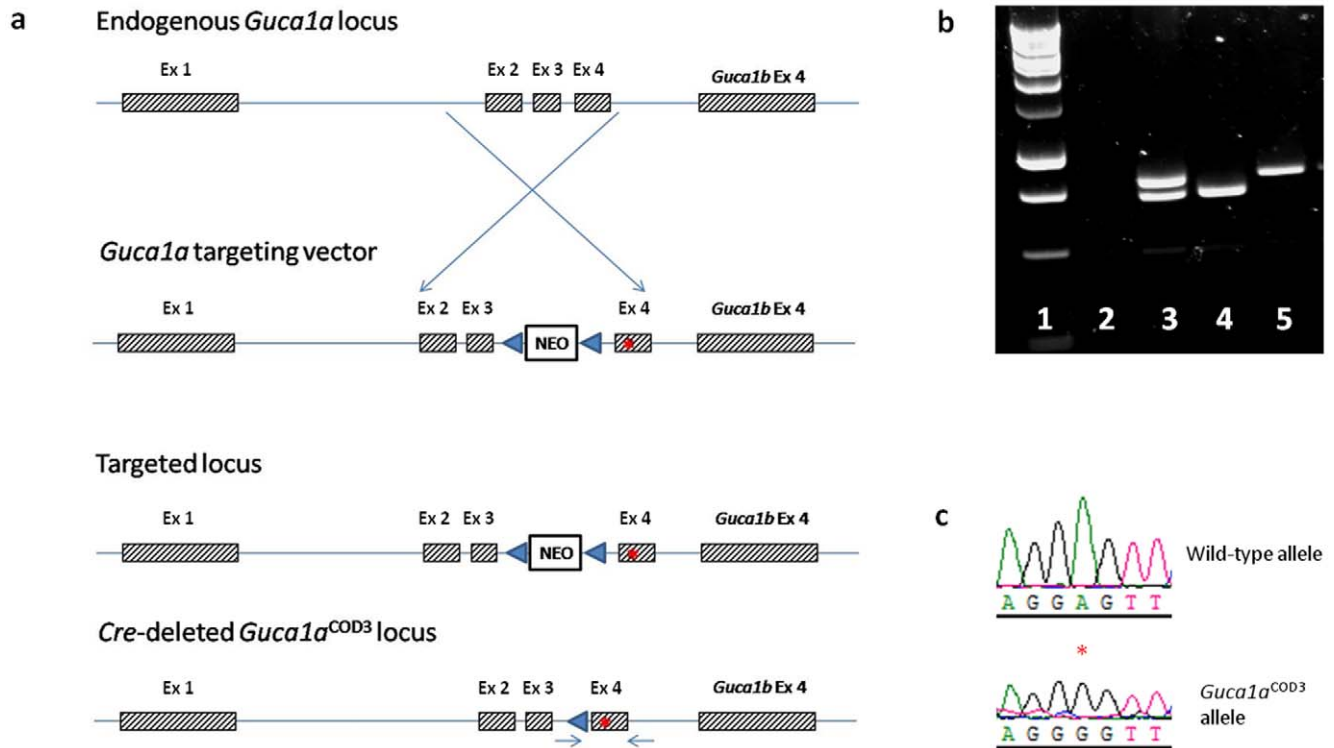 a
Endogenous Guca1a locus
Ex 1 Ex 2 Ex 3 Ex 4 Guca1b Ex 4
Guca1a targeting vector
Ex 1 Ex 2 Ex 3 Ex 4 Guca1b Ex 4
NEO
*
Targeted locus
Ex 1 Ex 2 Ex 3 Ex 4 Guca1b Ex 4
NEO
*
Cre-deleted Guca1aCOD3 locus
Ex 1 Ex 2 Ex 3 Ex 4 Guca1b Ex 4
*
b
1 2 3 4 5
c
Wild-type allele
A G G A G T T
*
Guca1aCOD3
allele
A G G G G T T